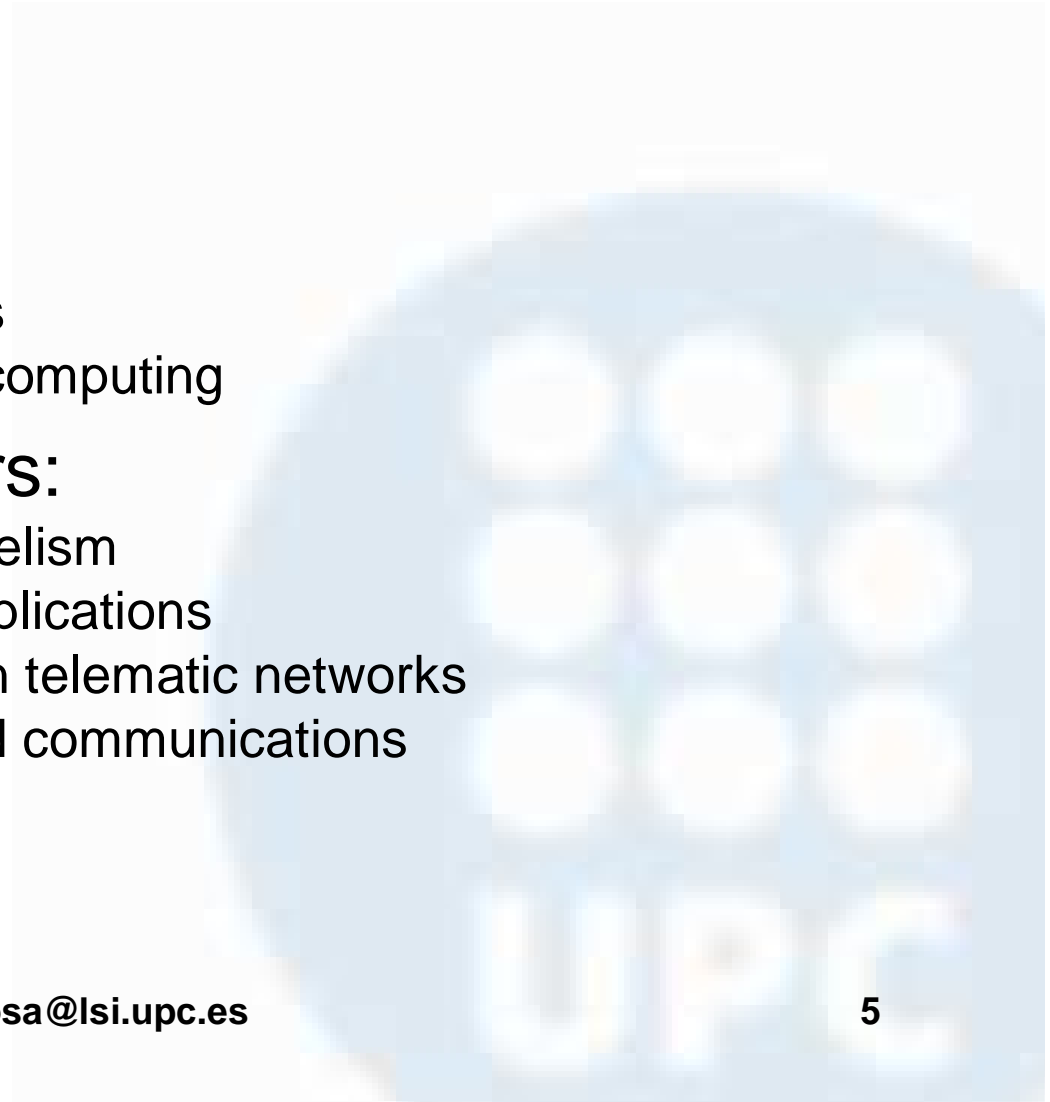 s
computing
rs:
elism
plications
n telematic networks
l communications
UPC
sa@lsi.upc.es 5